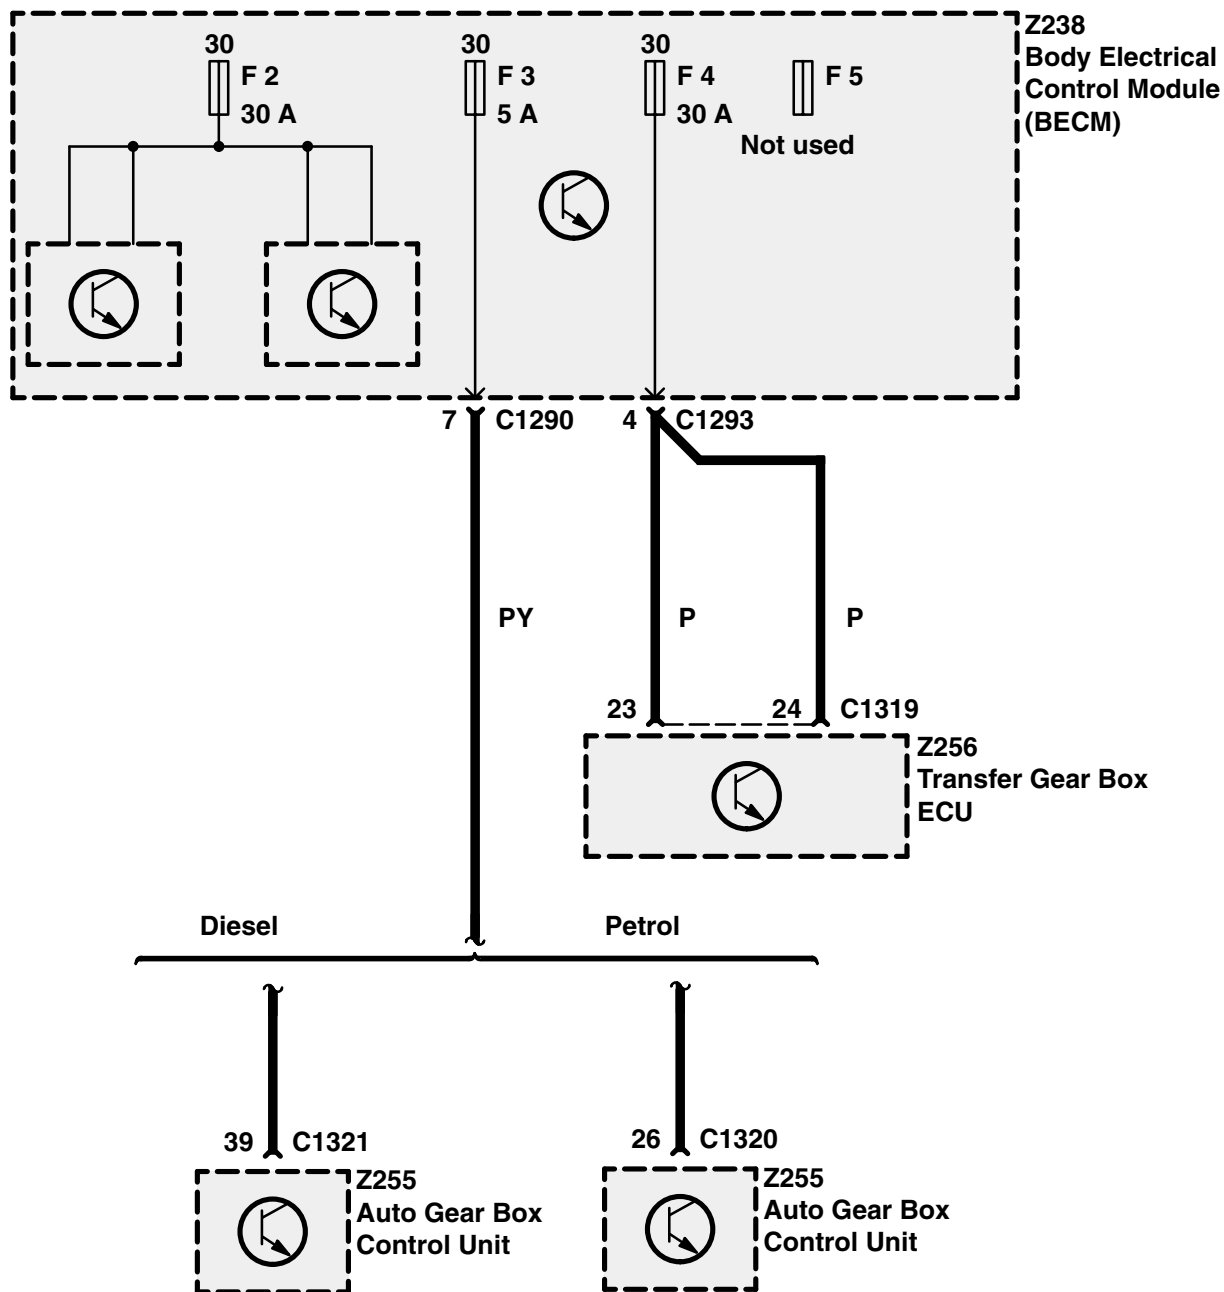 Z238
Body Electrical
Control Module
(BECM)
30
F 2
30 A
30
F 3
5 A
30
F 4
30 A
F 5
Not used
7
C1290
4
C1293
PY
P
P
23
24
C1319
Z256
Transfer Gear Box
ECU
Diesel
Petrol
39
C1321
26
C1320
Z255
Auto Gear Box
Control Unit
Z255
Auto Gear Box
Control Unit